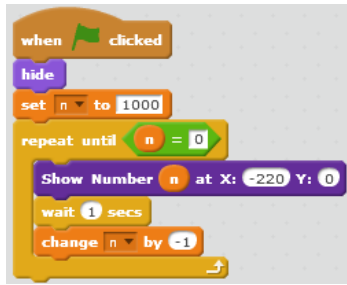 when clicked
hide
set n to 1000
repeat until n = 0
Show Number n at X: -220 Y: 0
wait 1 secs
change n by -1